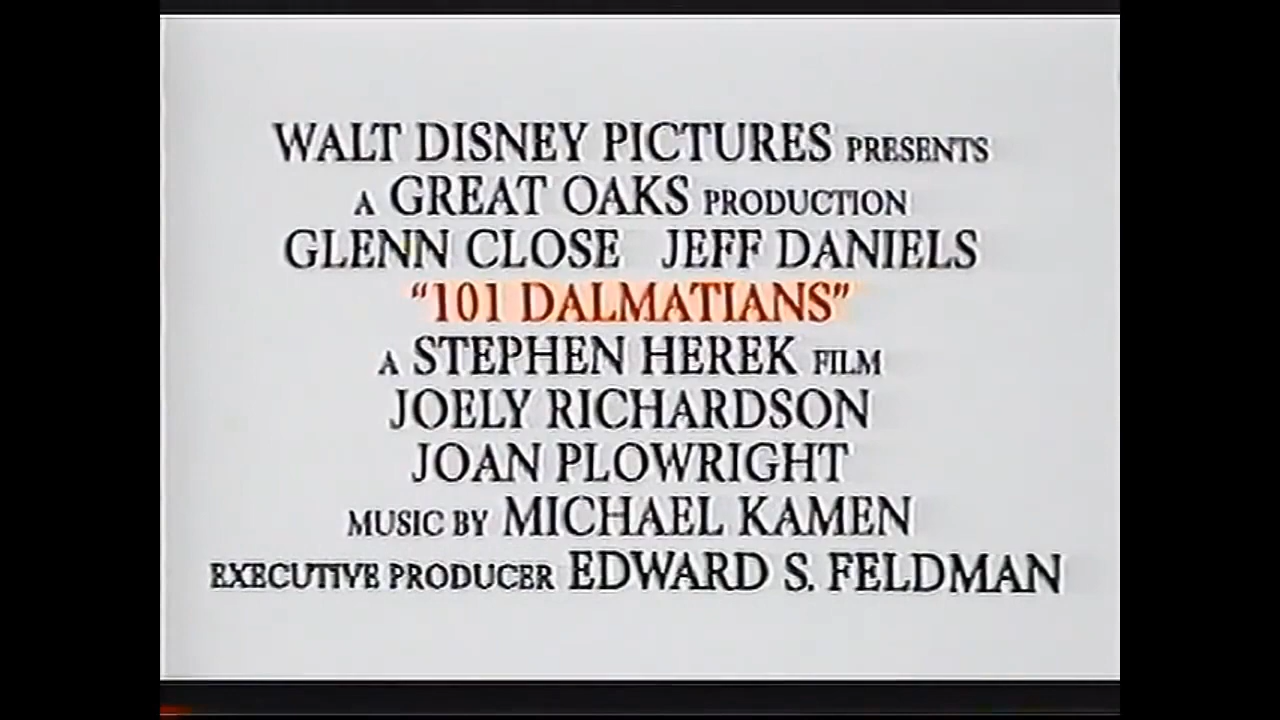 WALT DISNEY PICTURES PRESENTS
A GREAT OAKS PRODUCTION
GLENN CLOSE JEFF DANIELS
"101 DALMATIANS"
A STEPHEN HEREK FILM
JOELY RICHARDSON
JOAN PLOWRIGHT
MUSIC BY MICHAEL KAMEN
EXECUTIVE PRODUCER EDWARD S. FELDMAN